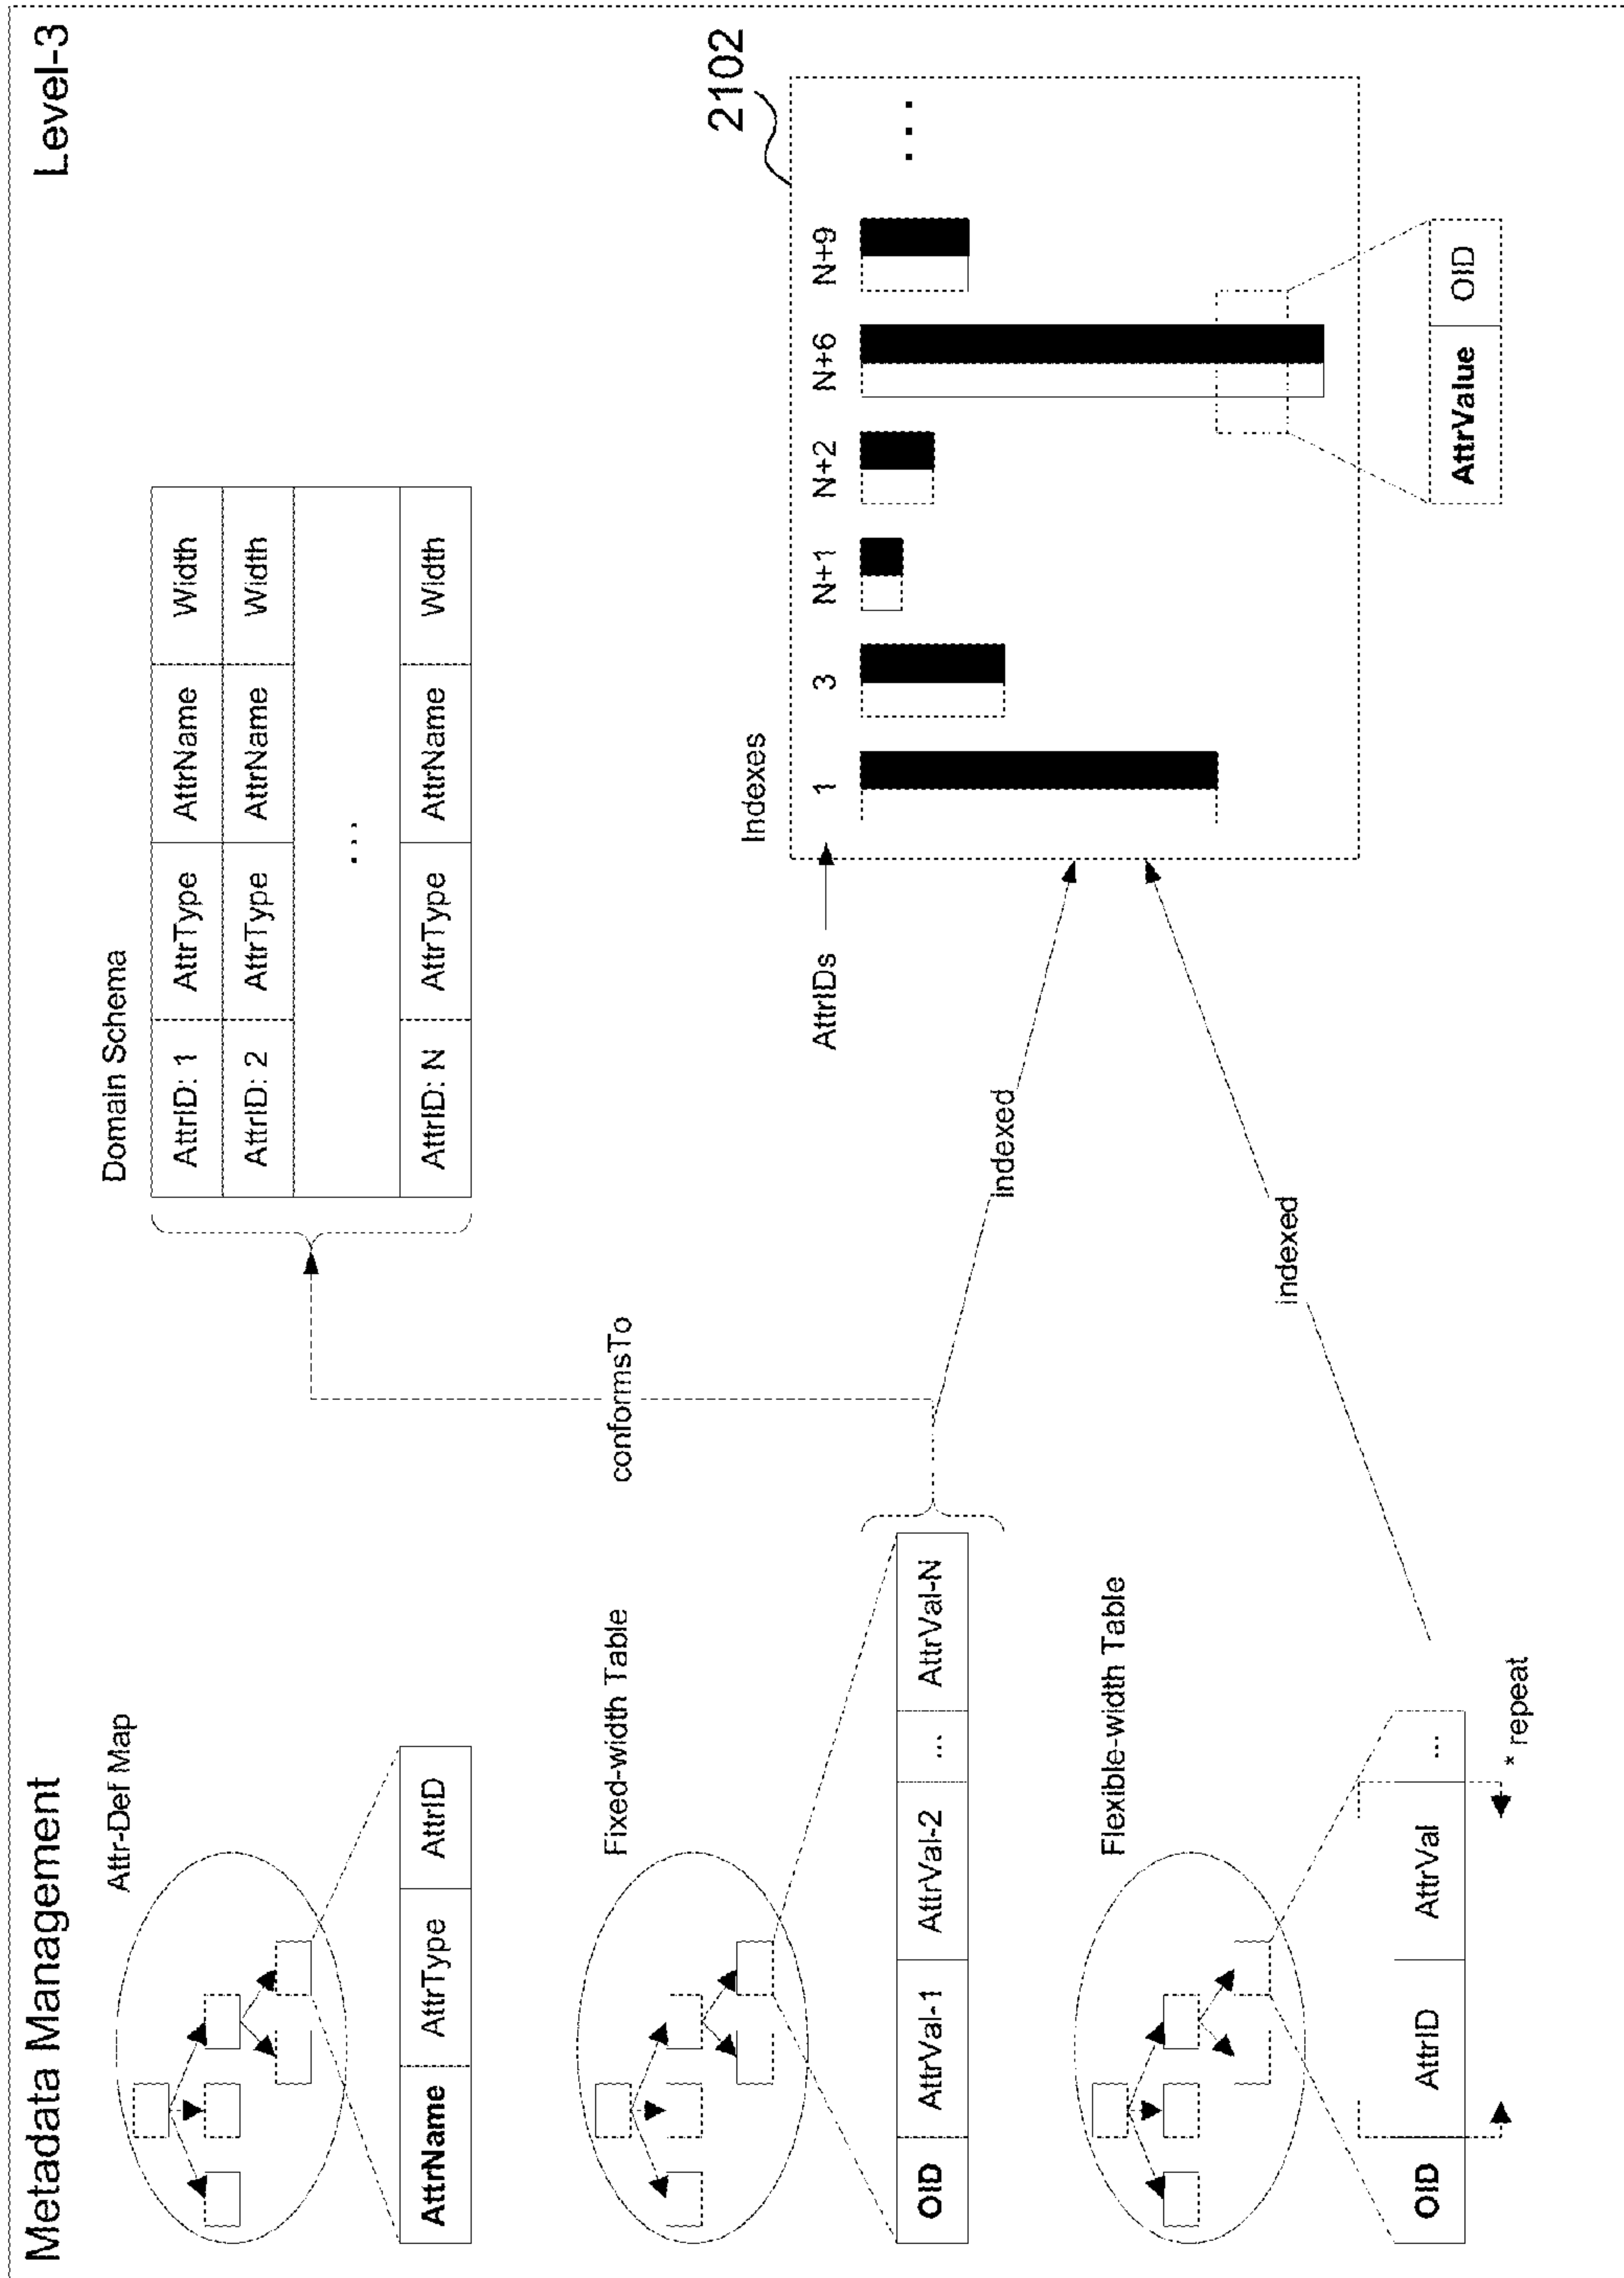 Metadata Management
Level-3
Attr-Def Map
AttrName AttrType AttrID
Domain Schema
AttrID: 1 AttrType AttrName Width
AttrID: 2 AttrType AttrName Width
...
AttrID: N AttrType AttrName Width
conformsTo
Fixed-width Table
OID AttrVal-1 AttrVal-2 ... AttrVal-N
indexed
Flexible-width Table
OID AttrID AttrVal ...
* repeat
indexed
Indexes
2102
AttrIDs
1 3 N+1 N+2 N+6 N+9
...
AttrValue OID